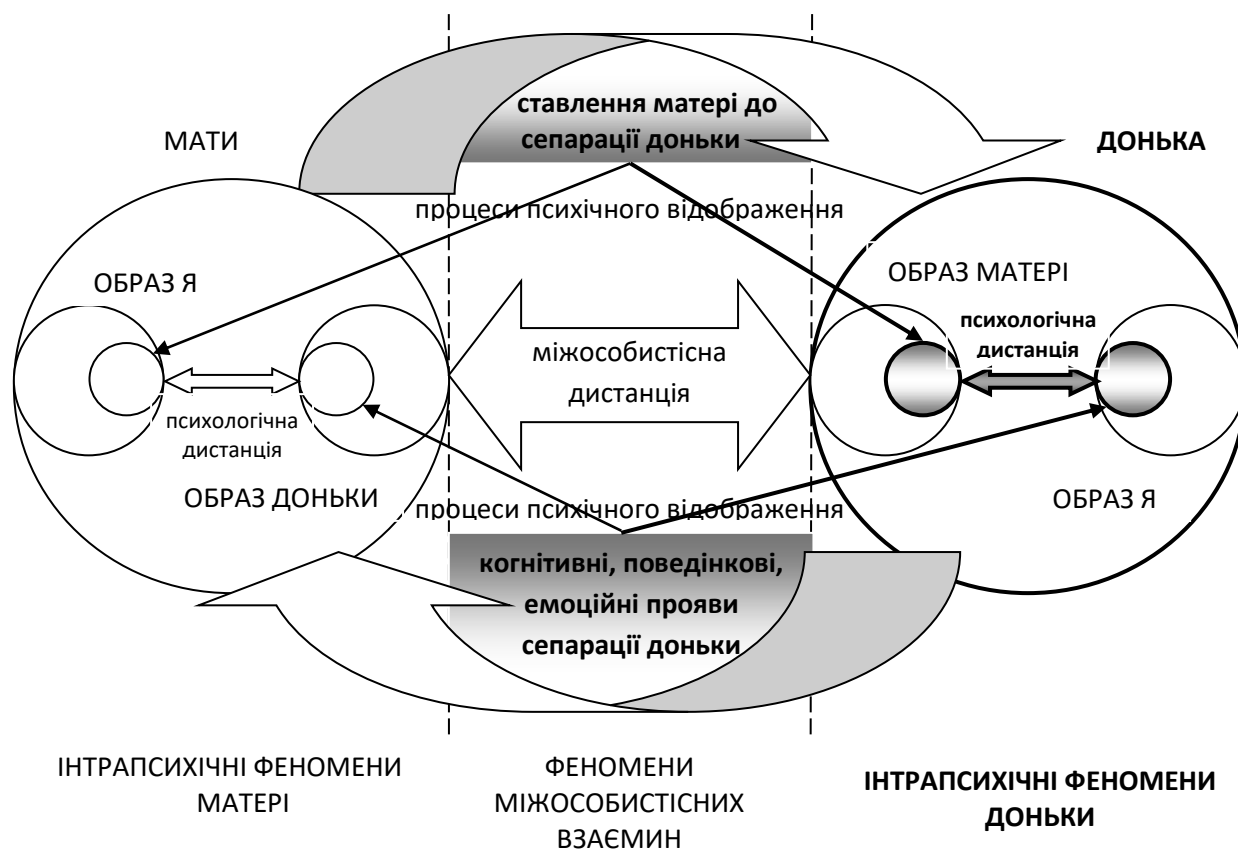 ставлення матері до
сепарації доньки
МАТИ
ДОНЬКА
процеси психічного відображення
ОБРАЗ Я
ОБРАЗ МАТЕРІ
психологічна
дистанція
міжособистісна
дистанція
психологічна
дистанція
ОБРАЗ ДОНЬКИ
ОБРАЗ Я
процеси психічного відображення
когнітивні, поведінкові,
емоційні прояви
сепарації доньки
ІНТРАПСИХІЧНІ ФЕНОМЕНИ
МАТЕРІ
ФЕНОМЕНИ
МІЖОСОБИСТІСНИХ
ВЗАЄМИН
ІНТРАПСИХІЧНІ ФЕНОМЕНИ
ДОНЬКИ